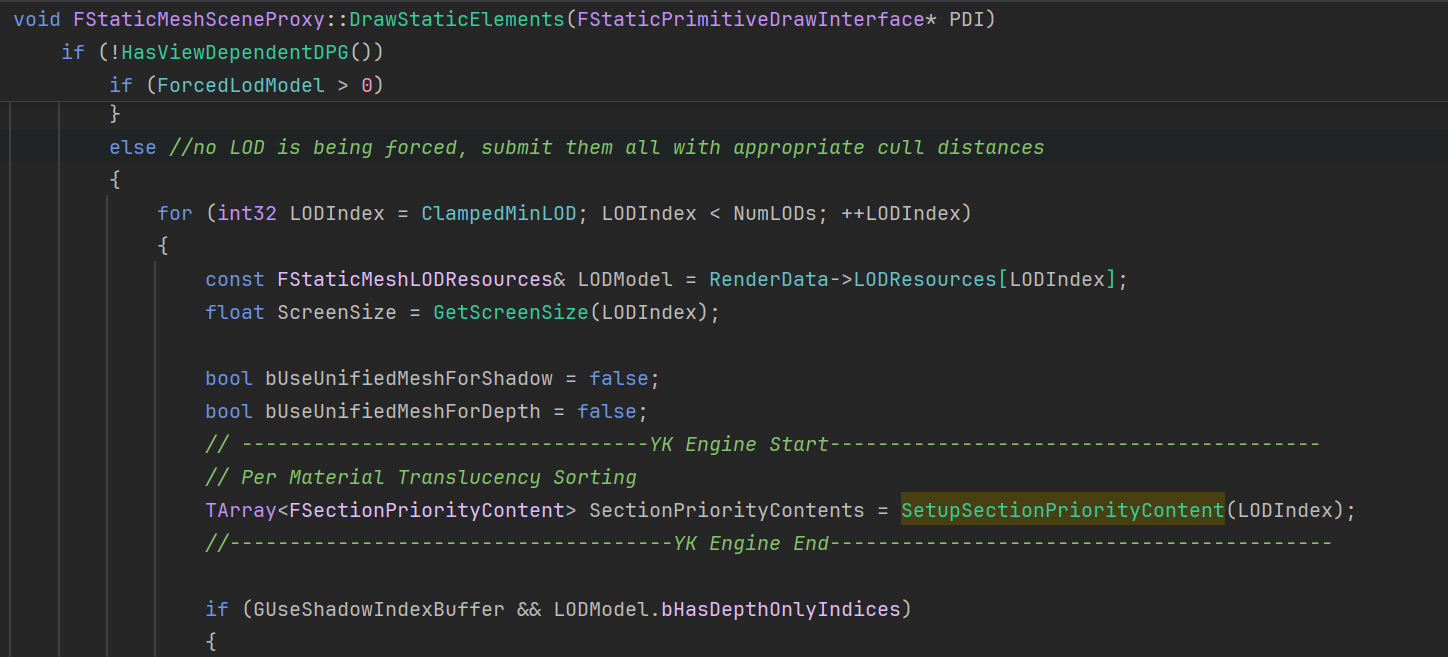 void FStaticMeshSceneProxy::DrawStaticElements(FStaticPrimitiveDrawInterface* PDI)
if (!HasViewDependentDPG())
if (ForcedLodModel > 0)
}
else //no LOD is being forced, submit them all with appropriate cull distances
{
for (int32 LODIndex = ClampedMinLOD; LODIndex < NumLODs; ++LODIndex)
{
const FStaticMeshLODResources& LODModel = RenderData->LODResources[LODIndex];
float ScreenSize = GetScreenSize(LODIndex);
bool bUseUnifiedMeshForShadow = false;
bool bUseUnifiedMeshForDepth = false;
// ----------------------------------YK Engine Start-----------------------------------------
// Per Material Translucency Sorting
TArray<FSectionPriorityContent> SectionPriorityContents = SetupSectionPriorityContent(LODIndex);
//-------------------------------------YK Engine End------------------------------------------
if (GUseShadowIndexBuffer && LODModel.bHasDepthOnlyIndices)
{